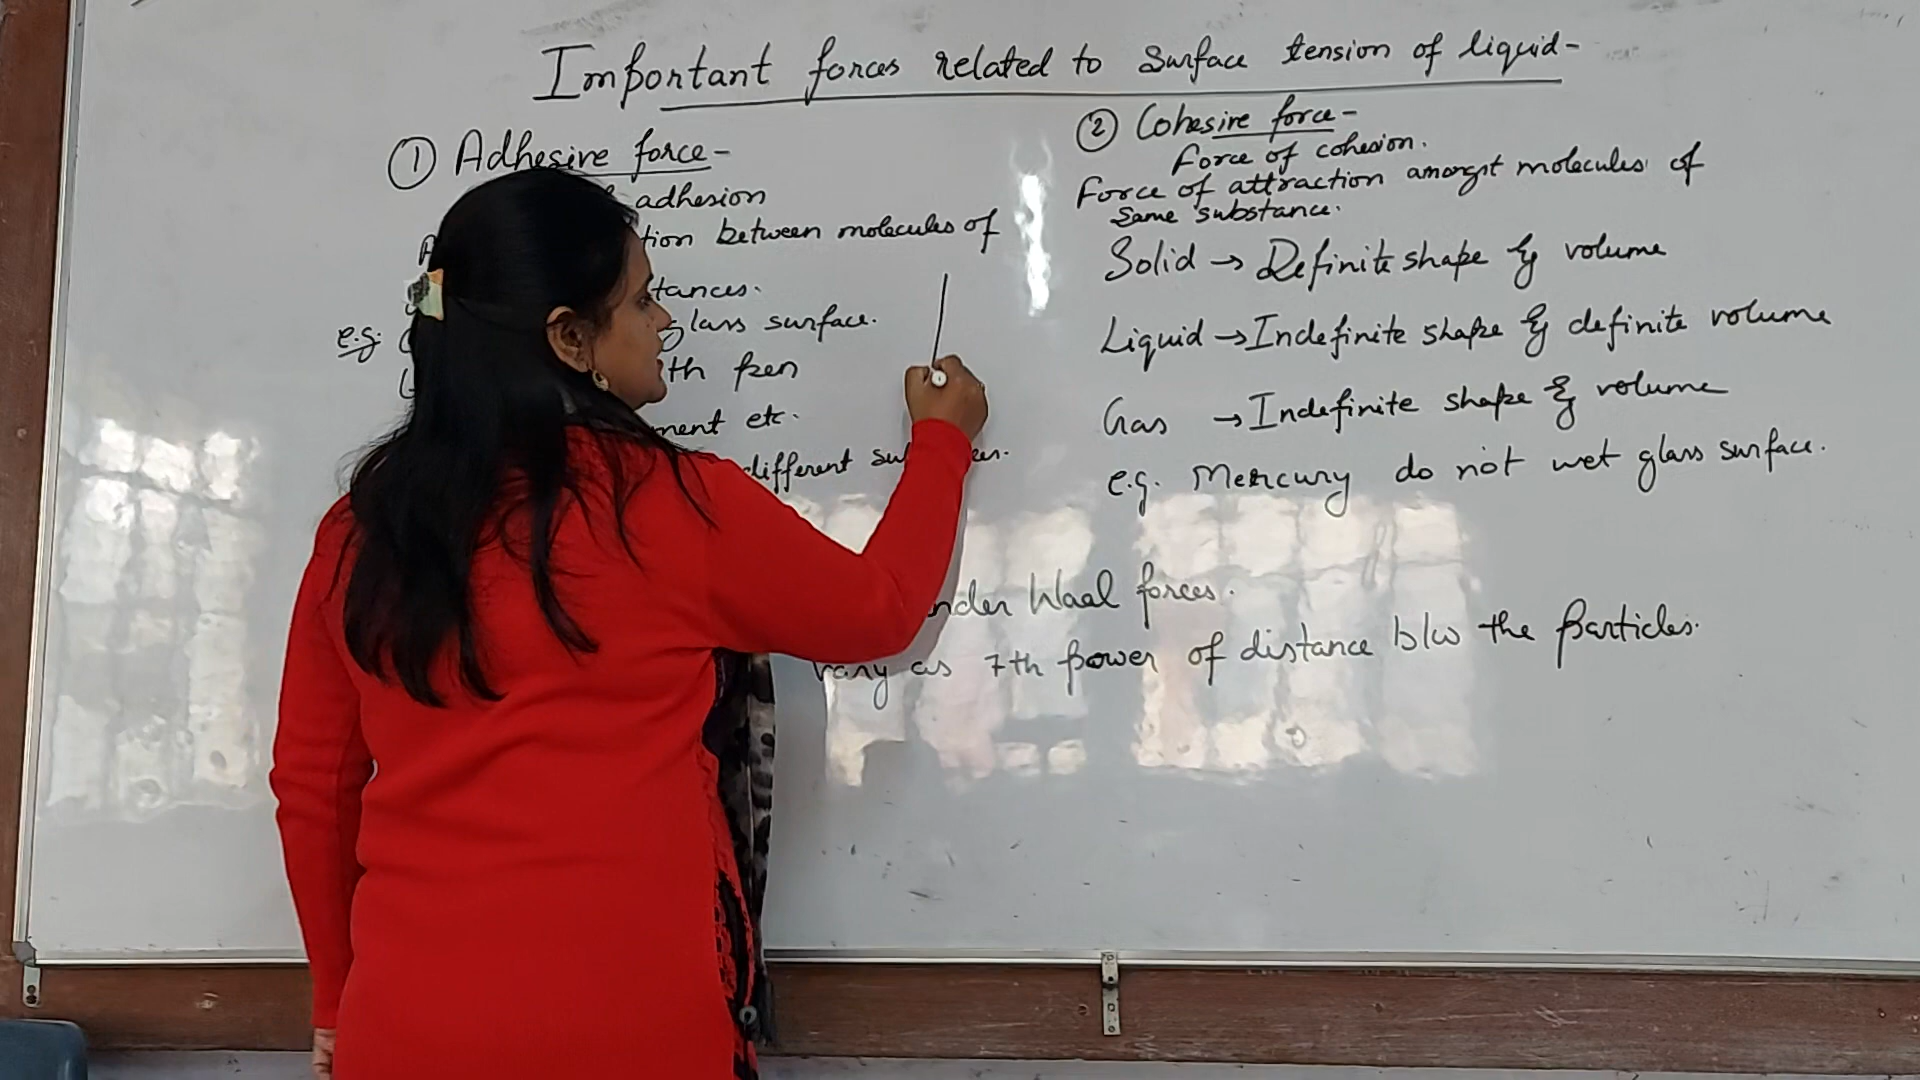 Important forces related to Surface tension of liquid-
① Adhesive force-
adhesion
tion between molecules of
tances.
e.g. glass surface.
th pen
ment etc.
different
② Cohesive force-
Force of cohesion.
Force of attraction amongst molecules of
Same substance.
Solid → Definite shape & volume
Liquid → Indefinite shape & definite volume
Gas → Indefinite shape & volume
e.g. Mercury do not wet glass surface.
nder Waal forces.
vary as 7th power of distance b/w the particles.